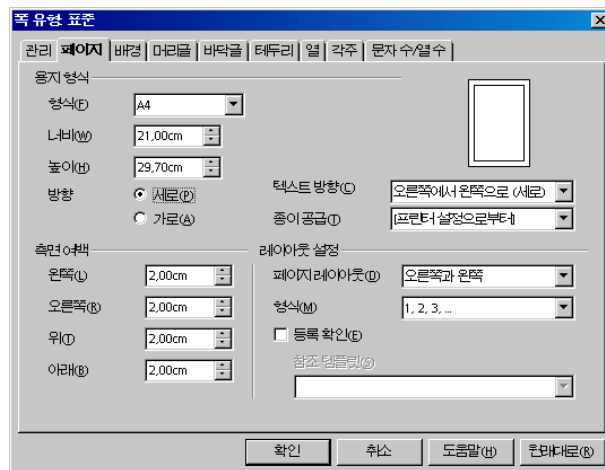 쪽 유형 표준
관리 페이지 배경 머리글 바닥글 테두리 열 각주 문자 수/열 수
용지 형식
형식(F) A4
너비(W) 21,00cm
높이(H) 29,70cm
방향 세로(P)
가로(A)
텍스트 방향(C) 오른쪽에서 왼쪽으로 (세로)
종이 공급(T) [프린터 설정으로부터]
측면 여백
왼쪽(L) 2,00cm
오른쪽(R) 2,00cm
위(T) 2,00cm
아래(B) 2,00cm
레이아웃 설정
페이지 레이아웃(D) 오른쪽과 왼쪽
형식(M) 1, 2, 3, ...
등록 확인(E)
참조 템플릿(S)
확인 취소 도움말(H) 원래대로(R)